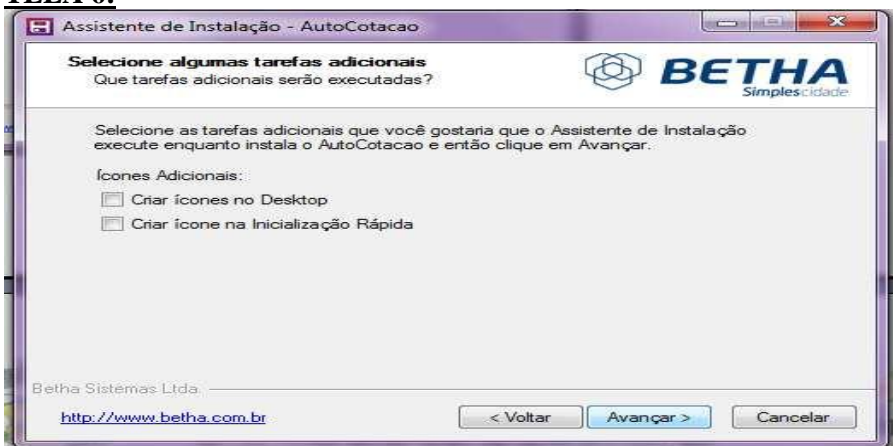 TELA 6:
Assistente de Instalação - AutoCotacao
Selecione algumas tarefas adicionais
Que tarefas adicionais serão executadas?
BETHA
Simplescidade
Selecione as tarefas adicionais que você gostaria que o Assistente de Instalação
execute enquanto instala o AutoCotacao e então clique em Avançar.
Ícones Adicionais:
Criar ícones no Desktop
Criar ícone na Inicialização Rápida
Betha Sistemas Ltda.
http://www.betha.com.br
< Voltar
Avançar >
Cancelar